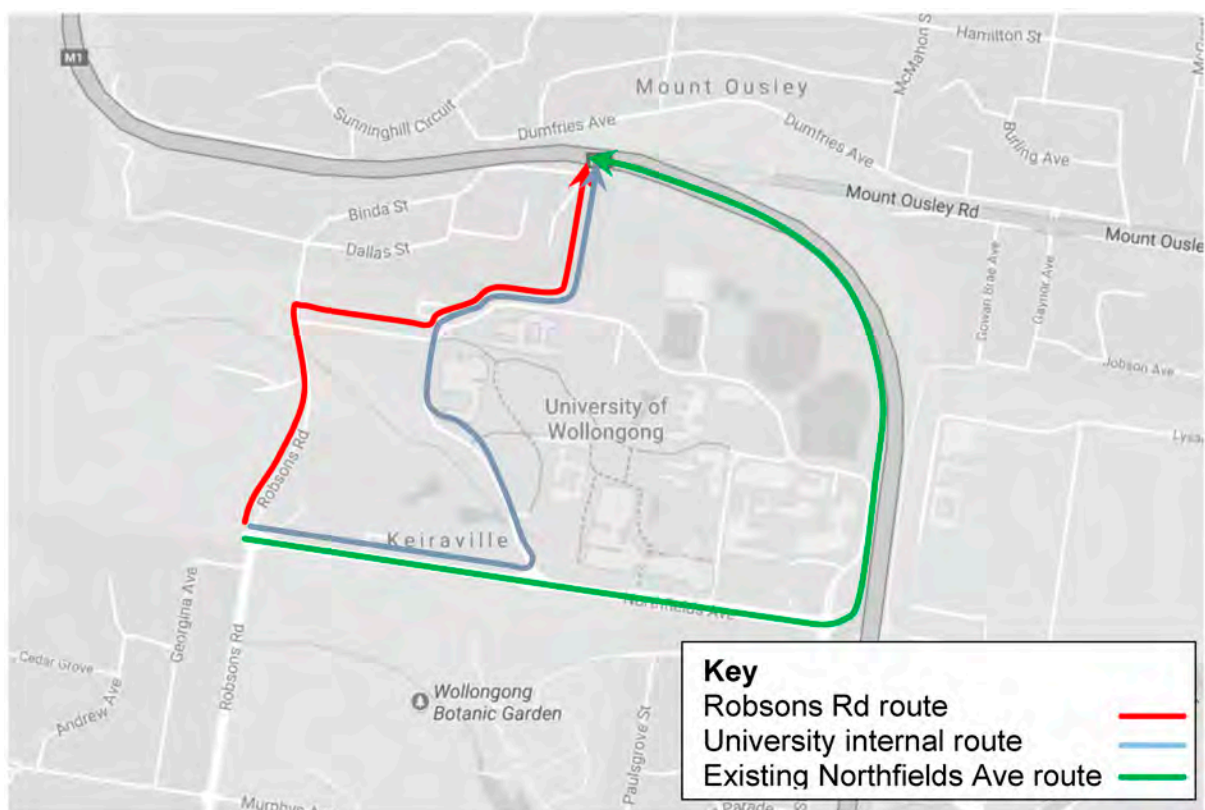 Hamilton St
McMahon S
M1
Mount Ousley
Sunninghill Circuit
Dumfries Ave
Dumfries Ave
Burling Ave
Mount Ousley Rd
Binda St
Mount Ousle
Dallas St
Gowan Brae Ave
Gaynor Ave
Jobson Ave
University of
Wollongong
Lysa
Robsons Rd
Keiraville
Northfields Ave
Georgina Ave
Robsons Rd
Cedar Grove
Andrew Ave
Wollongong
Botanic Garden
Paulsgrove St
Key
Robsons Rd route
University internal route
Existing Northfields Ave route
Murphys A
Parade
S